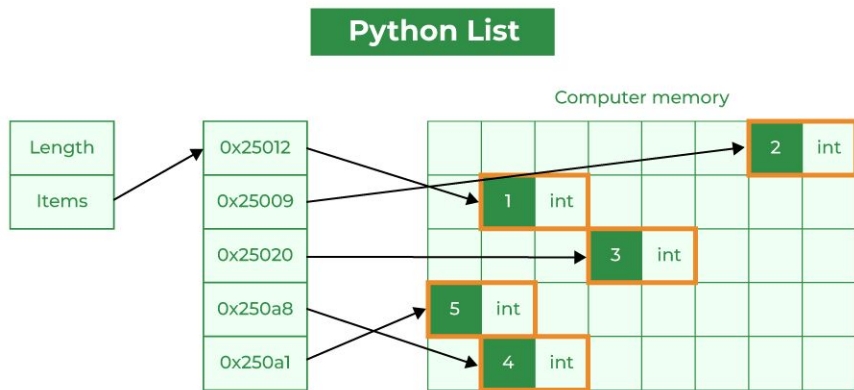 Python List
Computer memory
Length
0x25012
2 int
Items
0x25009
1 int
0x25020
3 int
0x250a8
5 int
0x250a1
4 int